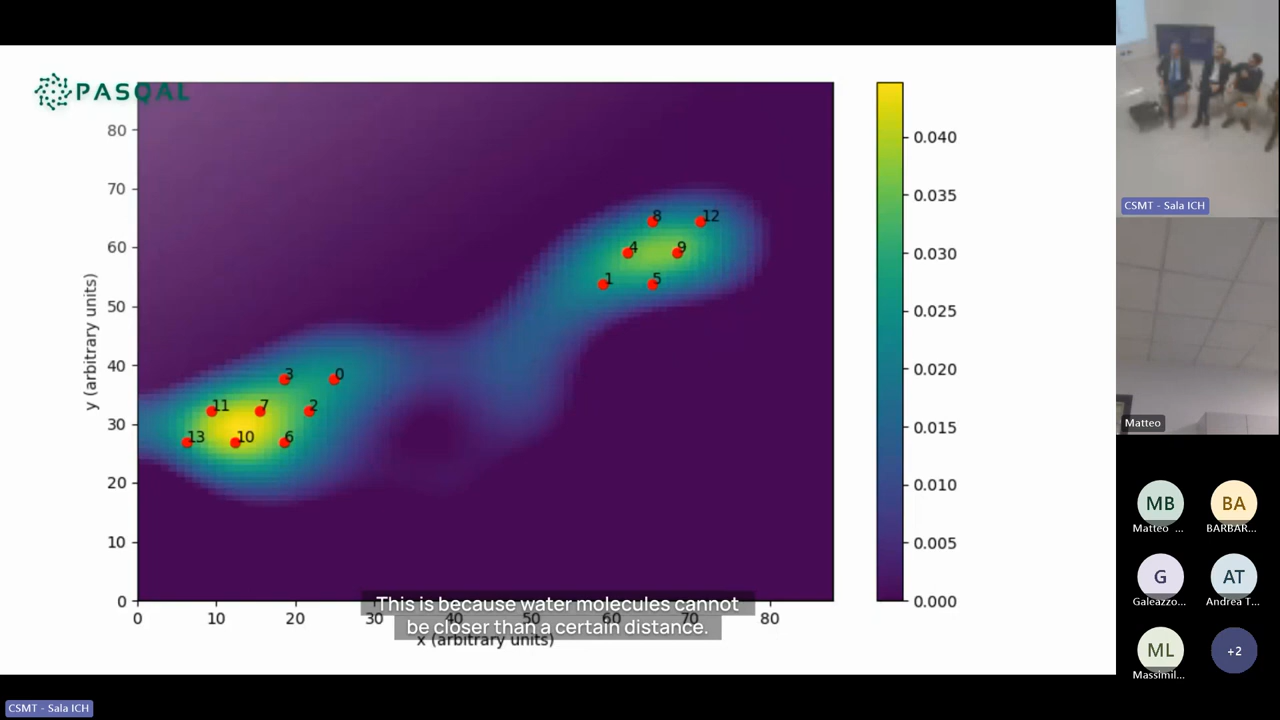 PASQAL
80
70
60
50
40
30
20
10
0
y (arbitrary units)
0
10
20
30
50
60
70
80
x (arbitrary units)
8
12
4
9
1
5
3
0
11
7
2
13
10
6
0.040
0.035
0.030
0.025
0.020
0.015
0.010
0.005
0.000
This is because water molecules cannot
be closer than a certain distance.
CSMT - Sala ICH
CSMT - Sala ICH
Matteo
MB
Matteo ...
BA
BARBAR...
G
Galeazzo...
AT
Andrea T...
ML
Massimil...
+2